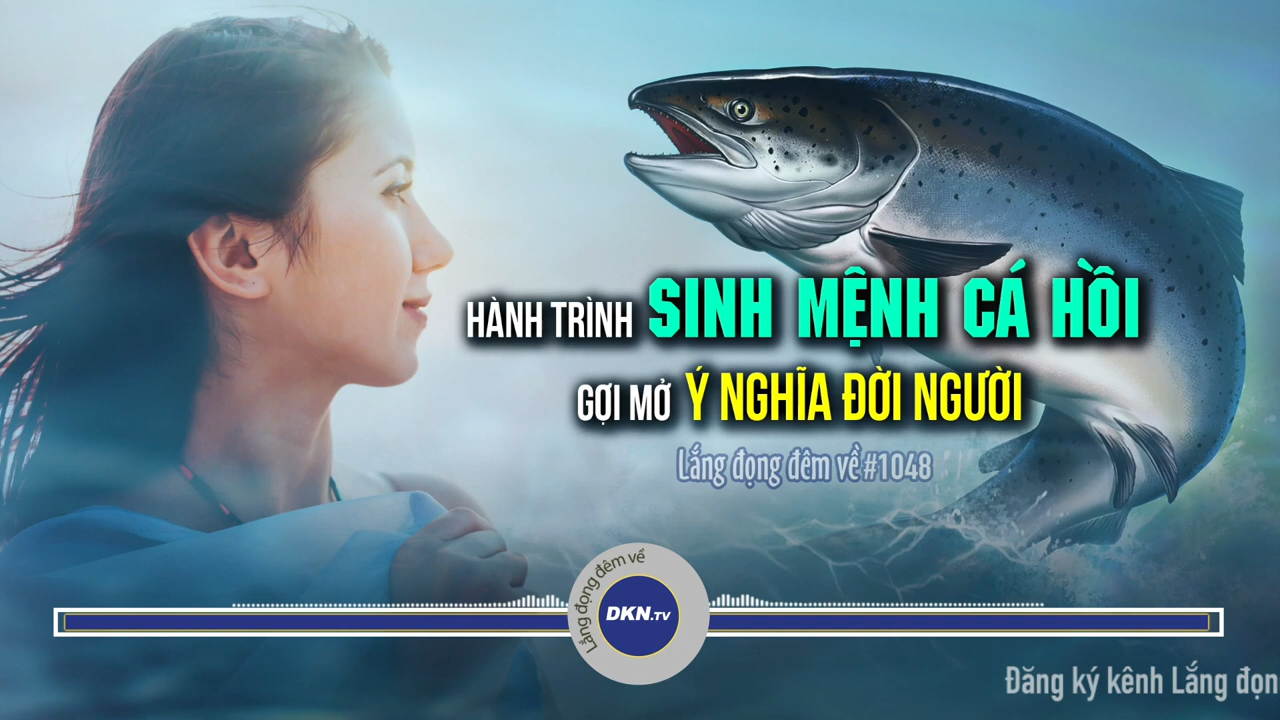 HÀNH TRÌNH SINH MỆNH CÁ HỒI
GỢI MỞ Ý NGHĨA ĐỜI NGƯỜI
Lắng đọng đêm về #1048
Lắng đọng đêm về
DKN.TV
Đăng ký kênh Lắng đọn